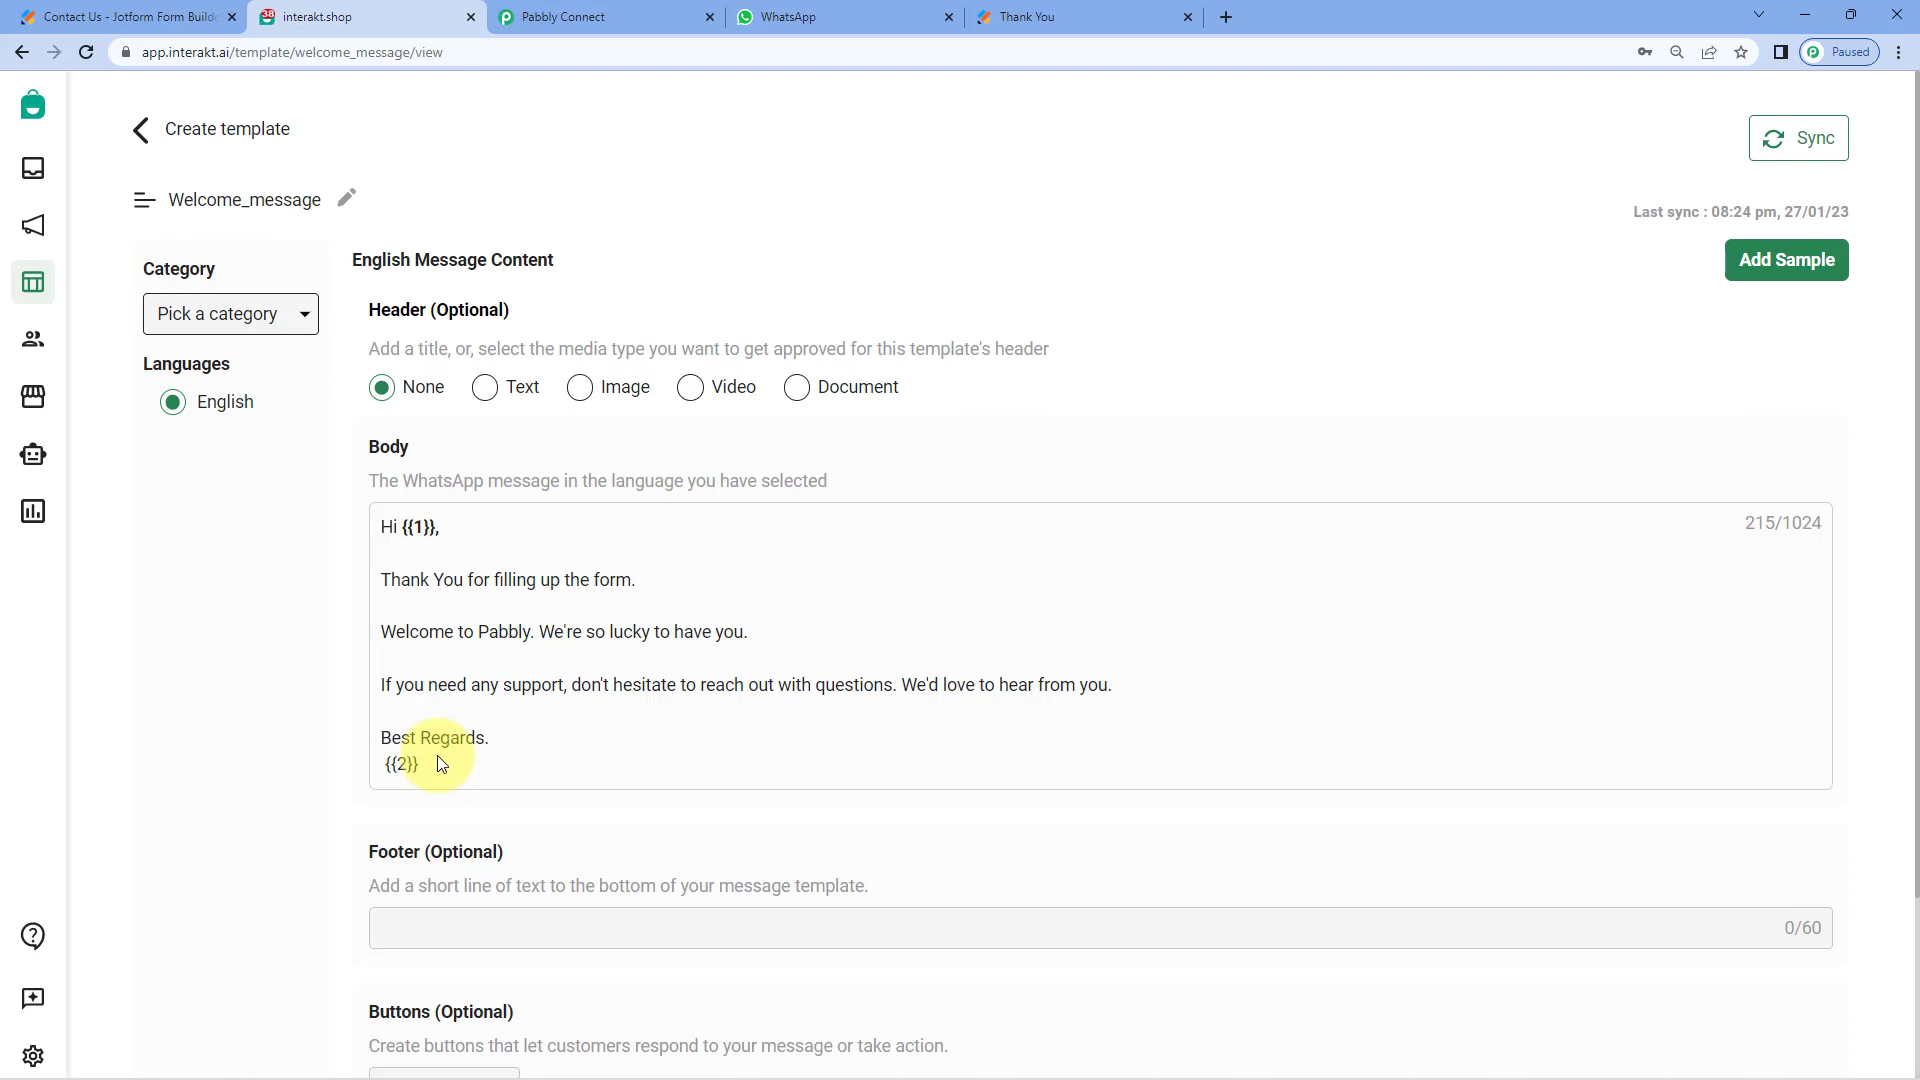 Contact Us - Jotform Form Builde
interakt.shop
Pabbly Connect
WhatsApp
Thank You
app.interakt.ai/template/welcome_message/view
Paused
Create template
Sync
Welcome_message
Last sync : 08:24 pm, 27/01/23
Category
Pick a category
Languages
English
English Message Content
Add Sample
Header (Optional)
Add a title, or, select the media type you want to get approved for this template's header
None
Text
Image
Video
Document
Body
The WhatsApp message in the language you have selected
Hi {{1}},
215/1024
Thank You for filling up the form.
Welcome to Pabbly. We're so lucky to have you.
If you need any support, don't hesitate to reach out with questions. We'd love to hear from you.
Best Regards.
{{2}}
Footer (Optional)
Add a short line of text to the bottom of your message template.
0/60
Buttons (Optional)
Create buttons that let customers respond to your message or take action.